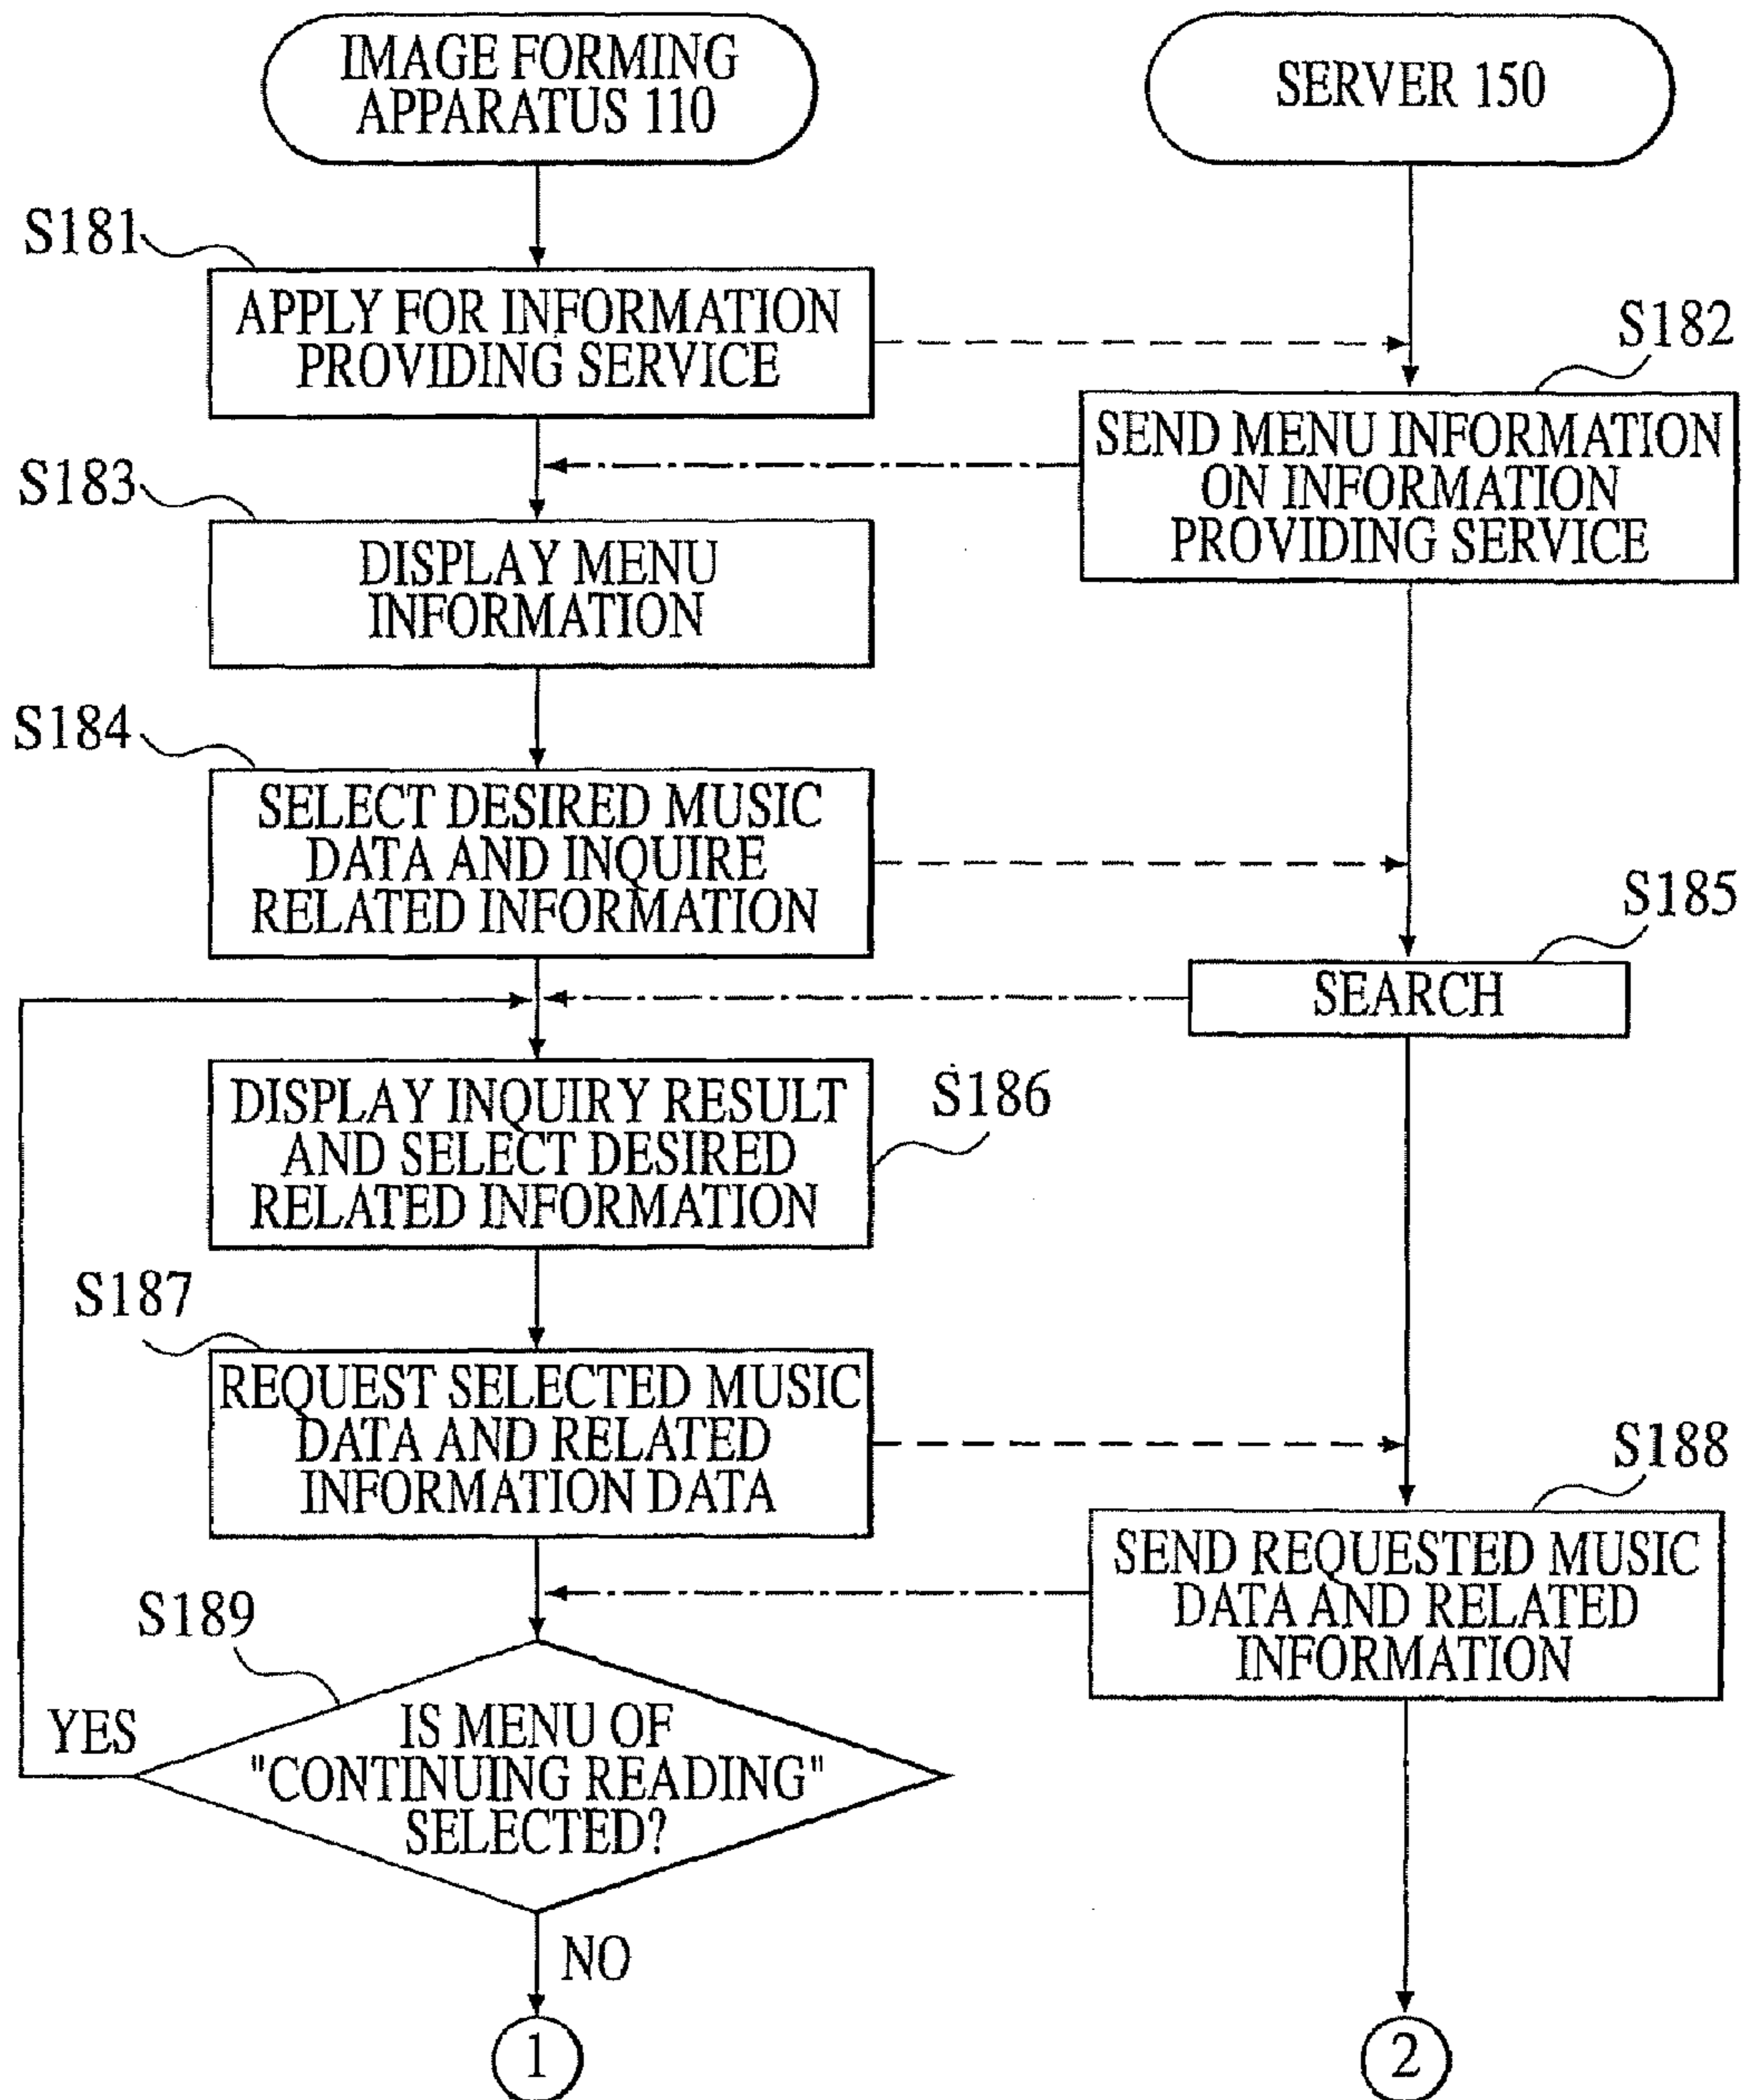 IMAGE FORMING
APPARATUS 110
SERVER 150
S181
APPLY FOR INFORMATION
PROVIDING SERVICE
S182
SEND MENU INFORMATION
ON INFORMATION
PROVIDING SERVICE
S183
DISPLAY MENU
INFORMATION
S184
SELECT DESIRED MUSIC
DATA AND INQUIRE
RELATED INFORMATION
S185
SEARCH
S186
DISPLAY INQUIRY RESULT
AND SELECT DESIRED
RELATED INFORMATION
S187
REQUEST SELECTED MUSIC
DATA AND RELATED
INFORMATION DATA
S188
SEND REQUESTED MUSIC
DATA AND RELATED
INFORMATION
S189
IS MENU OF
"CONTINUING READING"
SELECTED?
YES
NO
1
2